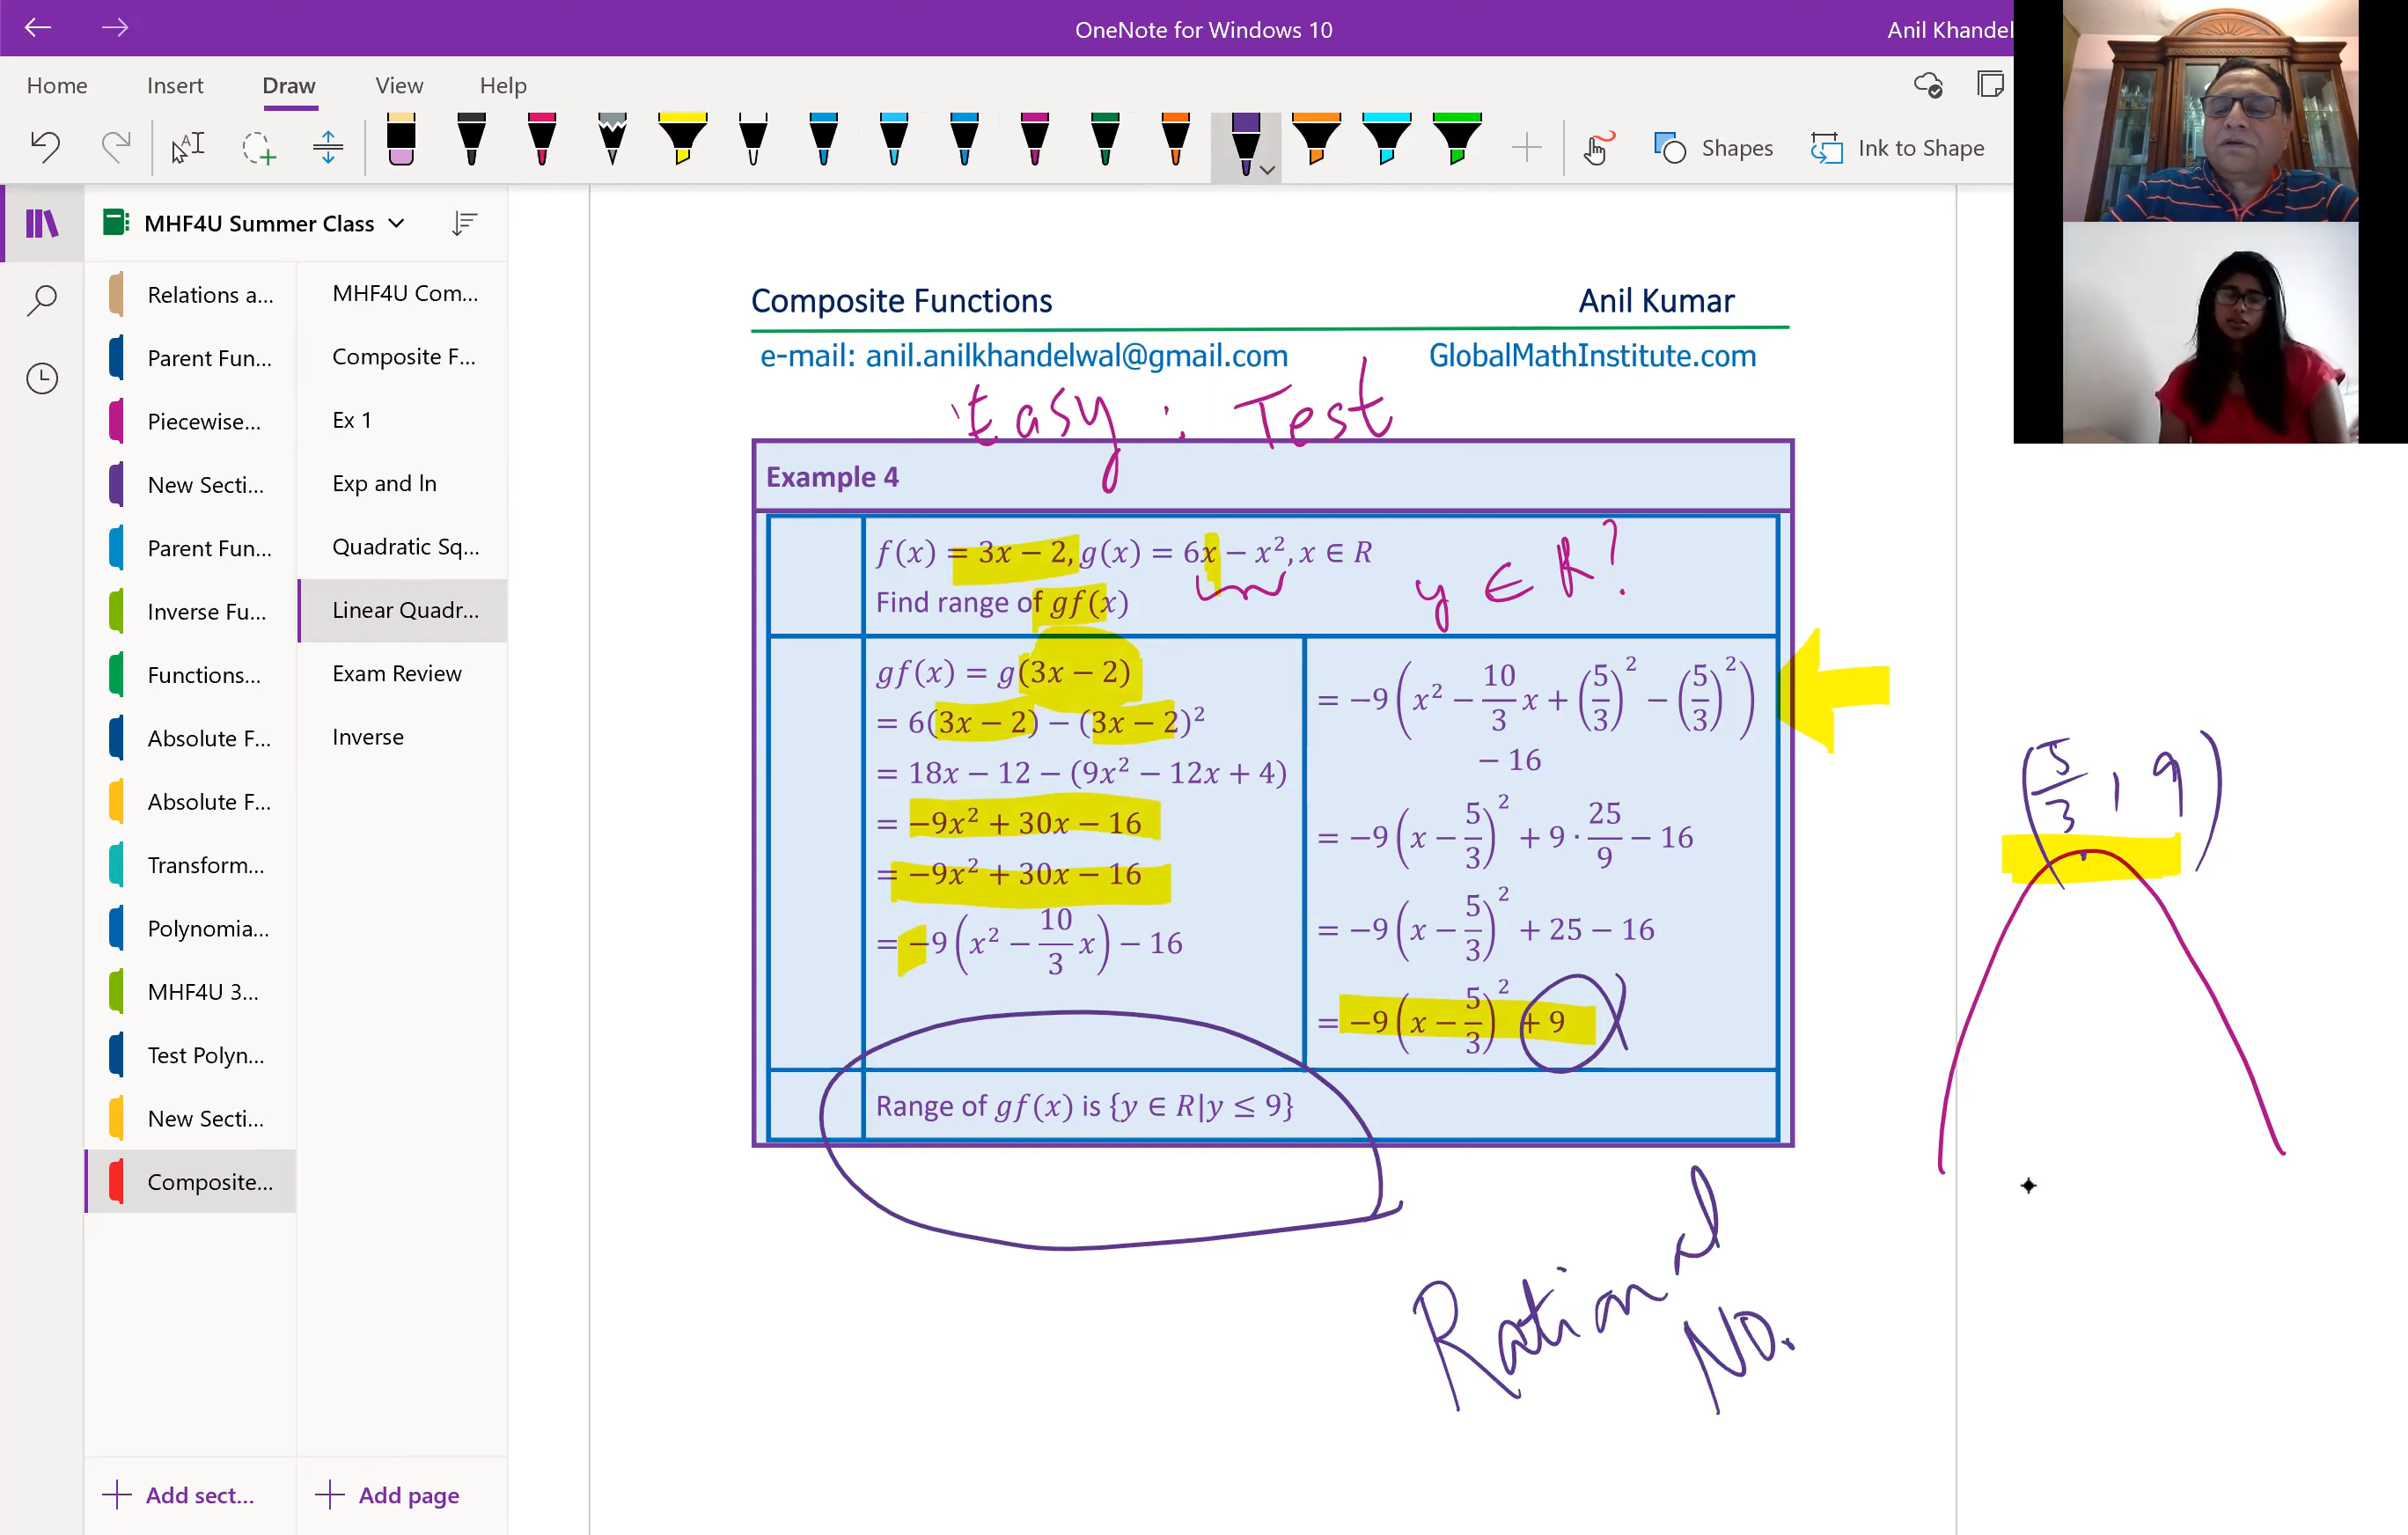 OneNote for Windows 10
Anil Khandel
Home Insert Draw View Help
Shapes
Ink to Shape
MHF4U Summer Class
Relations a...
Parent Fun...
Piecewise...
New Secti...
Parent Fun...
Inverse Fu...
Functions...
Absolute F...
Absolute F...
Transform...
Polynomia...
MHF4U 3...
Test Polyn...
New Secti...
Composite...
Add sect...
MHF4U Com...
Composite F...
Ex 1
Exp and ln
Quadratic Sq...
Linear Quadr...
Exam Review
Inverse
Add page
Composite Functions Anil Kumar
e-mail: anil.anilkhandelwal@gmail.com GlobalMathInstitute.com
Easy : Test
Example 4
f(x) = 3x − 2, g(x) = 6x − x², x ∈ R
y ∈ R?
Find range of gf(x)
gf(x) = g(3x − 2)
= 6(3x − 2) − (3x − 2)²
= 18x − 12 − (9x² − 12x + 4)
= −9x² + 30x − 16
= −9x² + 30x − 16
= −9(x² − 10/3 x) − 16
= −9(x² − 10/3 x + (5/3)² − (5/3)²)
− 16
= −9(x − 5/3)² + 9 · 25/9 − 16
= −9(x − 5/3)² + 25 − 16
= −9(x − 5/3)² + 9
Range of gf(x) is {y ∈ R|y ≤ 9}
(5/3, 9)
Rational
NO.